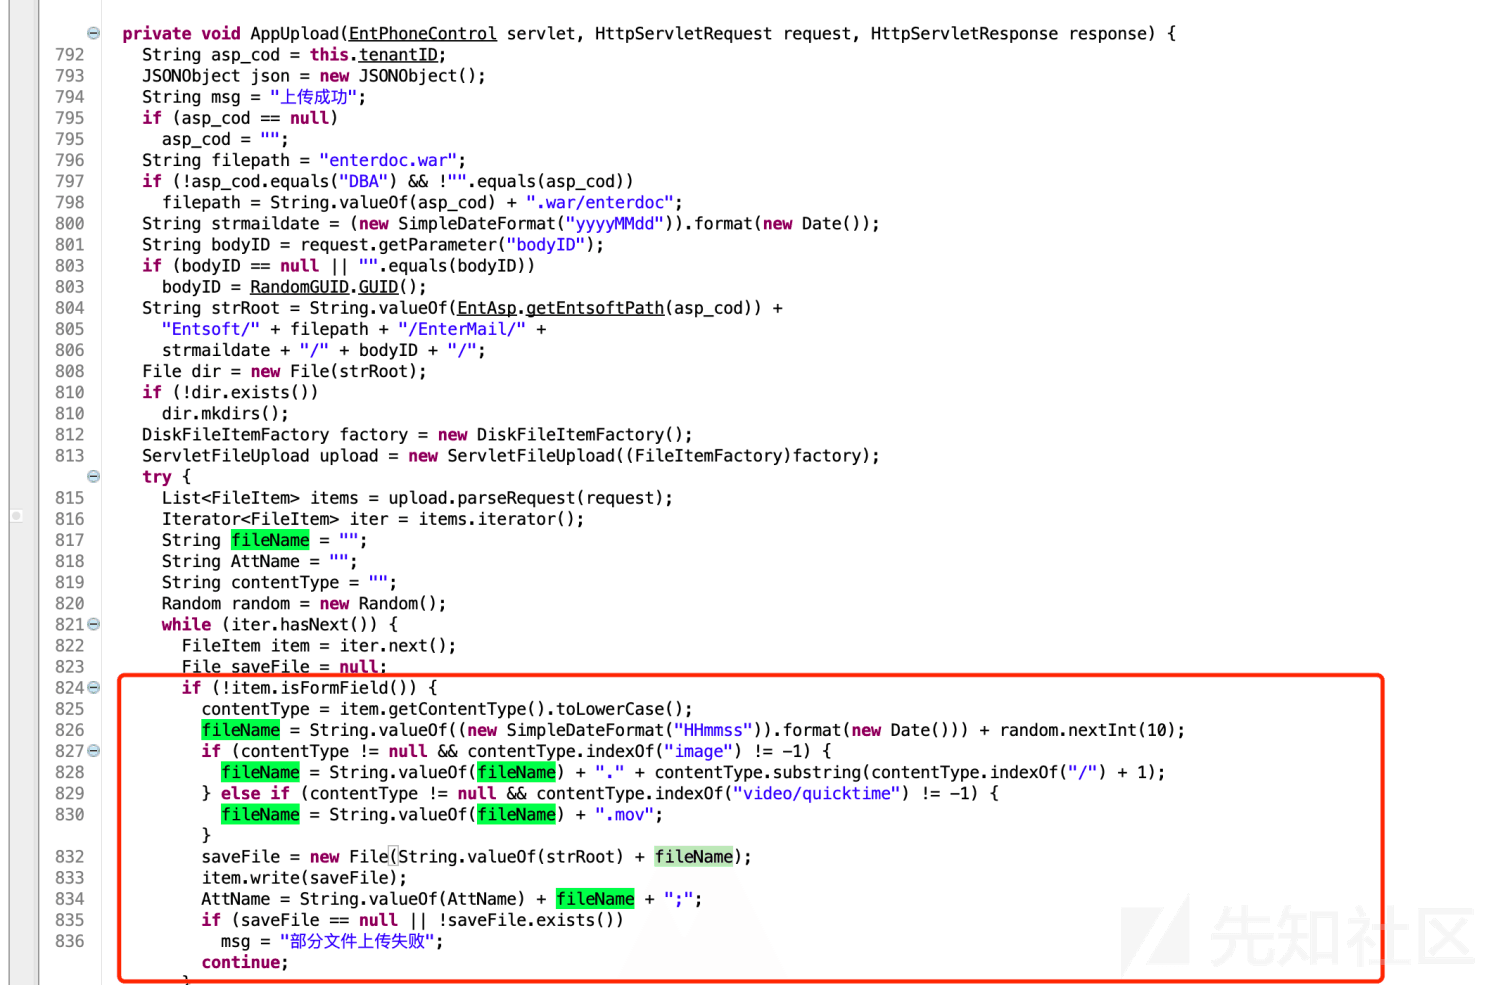 private void AppUpload(EntPhoneControl servlet, HttpServletRequest request, HttpServletResponse response) {
792 String asp_cod = this.tenantID;
793 JSONObject json = new JSONObject();
794 String msg = "上传成功";
795 if (asp_cod == null)
795 asp_cod = "";
796 String filepath = "enterdoc.war";
797 if (!asp_cod.equals("DBA") && !"".equals(asp_cod))
798 filepath = String.valueOf(asp_cod) + ".war/enterdoc";
800 String strmaildate = (new SimpleDateFormat("yyyyMMdd")).format(new Date());
801 String bodyID = request.getParameter("bodyID");
803 if (bodyID == null || "".equals(bodyID))
803 bodyID = RandomGUID.GUID();
804 String strRoot = String.valueOf(EntAsp.getEntsoftPath(asp_cod)) +
805 "Entsoft/" + filepath + "/EnterMail/" +
806 strmaildate + "/" + bodyID + "/";
808 File dir = new File(strRoot);
810 if (!dir.exists())
810 dir.mkdirs();
812 DiskFileItemFactory factory = new DiskFileItemFactory();
813 ServletFileUpload upload = new ServletFileUpload((FileItemFactory)factory);
try {
815 List<FileItem> items = upload.parseRequest(request);
816 Iterator<FileItem> iter = items.iterator();
817 String fileName = "";
818 String AttName = "";
819 String contentType = "";
820 Random random = new Random();
821 while (iter.hasNext()) {
822 FileItem item = iter.next();
823 File saveFile = null;
824 if (!item.isFormField()) {
825 contentType = item.getContentType().toLowerCase();
826 fileName = String.valueOf((new SimpleDateFormat("HHmmss")).format(new Date())) + random.nextInt(10);
827 if (contentType != null && contentType.indexOf("image") != -1) {
828 fileName = String.valueOf(fileName) + "." + contentType.substring(contentType.indexOf("/") + 1);
829 } else if (contentType != null && contentType.indexOf("video/quicktime") != -1) {
830 fileName = String.valueOf(fileName) + ".mov";
}
832 saveFile = new File(String.valueOf(strRoot) + fileName);
833 item.write(saveFile);
834 AttName = String.valueOf(AttName) + fileName + ";";
835 if (saveFile == null || !saveFile.exists())
836 msg = "部分文件上传失败";
continue;
}
先知社区